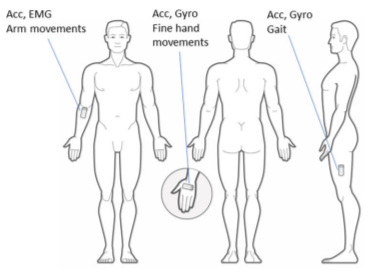 Acc, EMG
Arm movements
Acc, Gyro
Fine hand
movements
Acc, Gyro
Gait